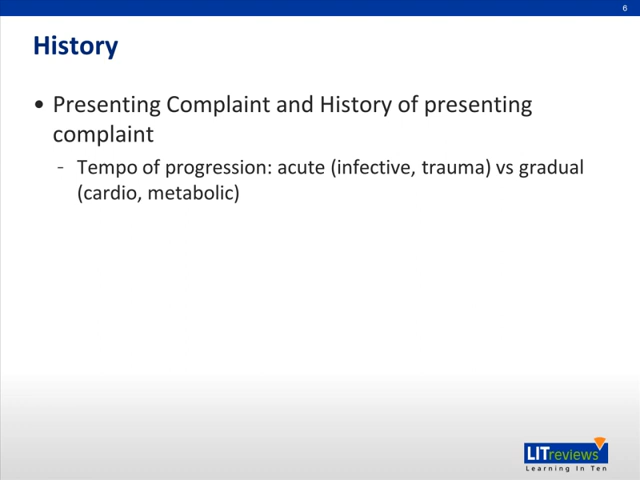 6
History
• Presenting Complaint and History of presenting
complaint
- Tempo of progression: acute (infective, trauma) vs gradual
(cardio, metabolic)
LITreviews
Learning In Ten